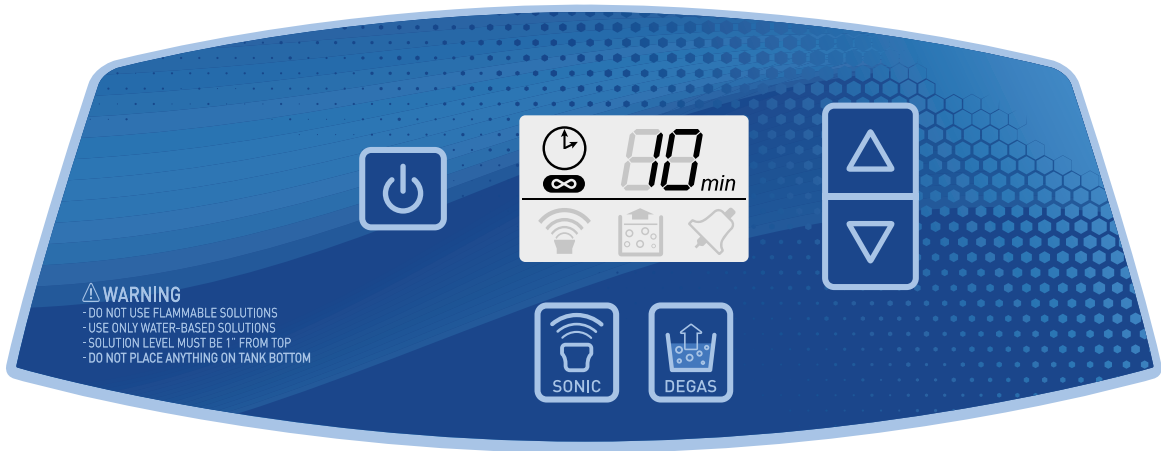 10 min
⚠ WARNING
- DO NOT USE FLAMMABLE SOLUTIONS
- USE ONLY WATER-BASED SOLUTIONS
- SOLUTION LEVEL MUST BE 1" FROM TOP
- DO NOT PLACE ANYTHING ON TANK BOTTOM
SONIC
DEGAS